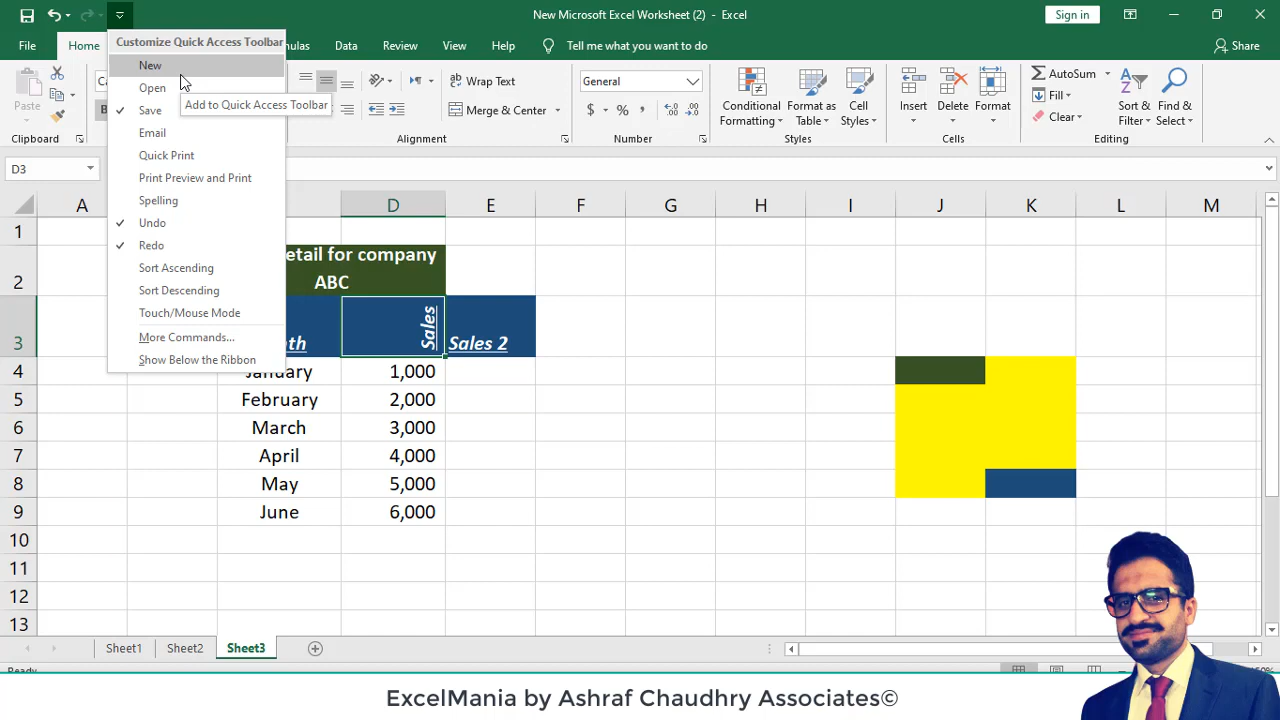 New Microsoft Excel Worksheet (2) - Excel
Sign in
File
Home
Customize Quick Access Toolbar
Data
Review
View
Help
Tell me what you want to do
Share
New
Open
Add to Quick Access Toolbar
Save
Email
Quick Print
Print Preview and Print
Spelling
Undo
Redo
Sort Ascending
Sort Descending
Touch/Mouse Mode
More Commands...
Show Below the Ribbon
Paste
Clipboard
B
Wrap Text
Merge & Center
Alignment
General
$ % ,
Number
Conditional Formatting
Format as Table
Cell Styles
Styles
Insert
Delete
Format
Cells
AutoSum
Fill
Clear
Sort & Filter
Find & Select
Editing
D3
A D E F G H I J K L M
1
2
etail for company
ABC
3
nth Sales Sales 2
4 January 1,000
5 February 2,000
6 March 3,000
7 April 4,000
8 May 5,000
9 June 6,000
10
11
12
13
Sheet1 Sheet2 Sheet3
ExcelMania by Ashraf Chaudhry Associates©